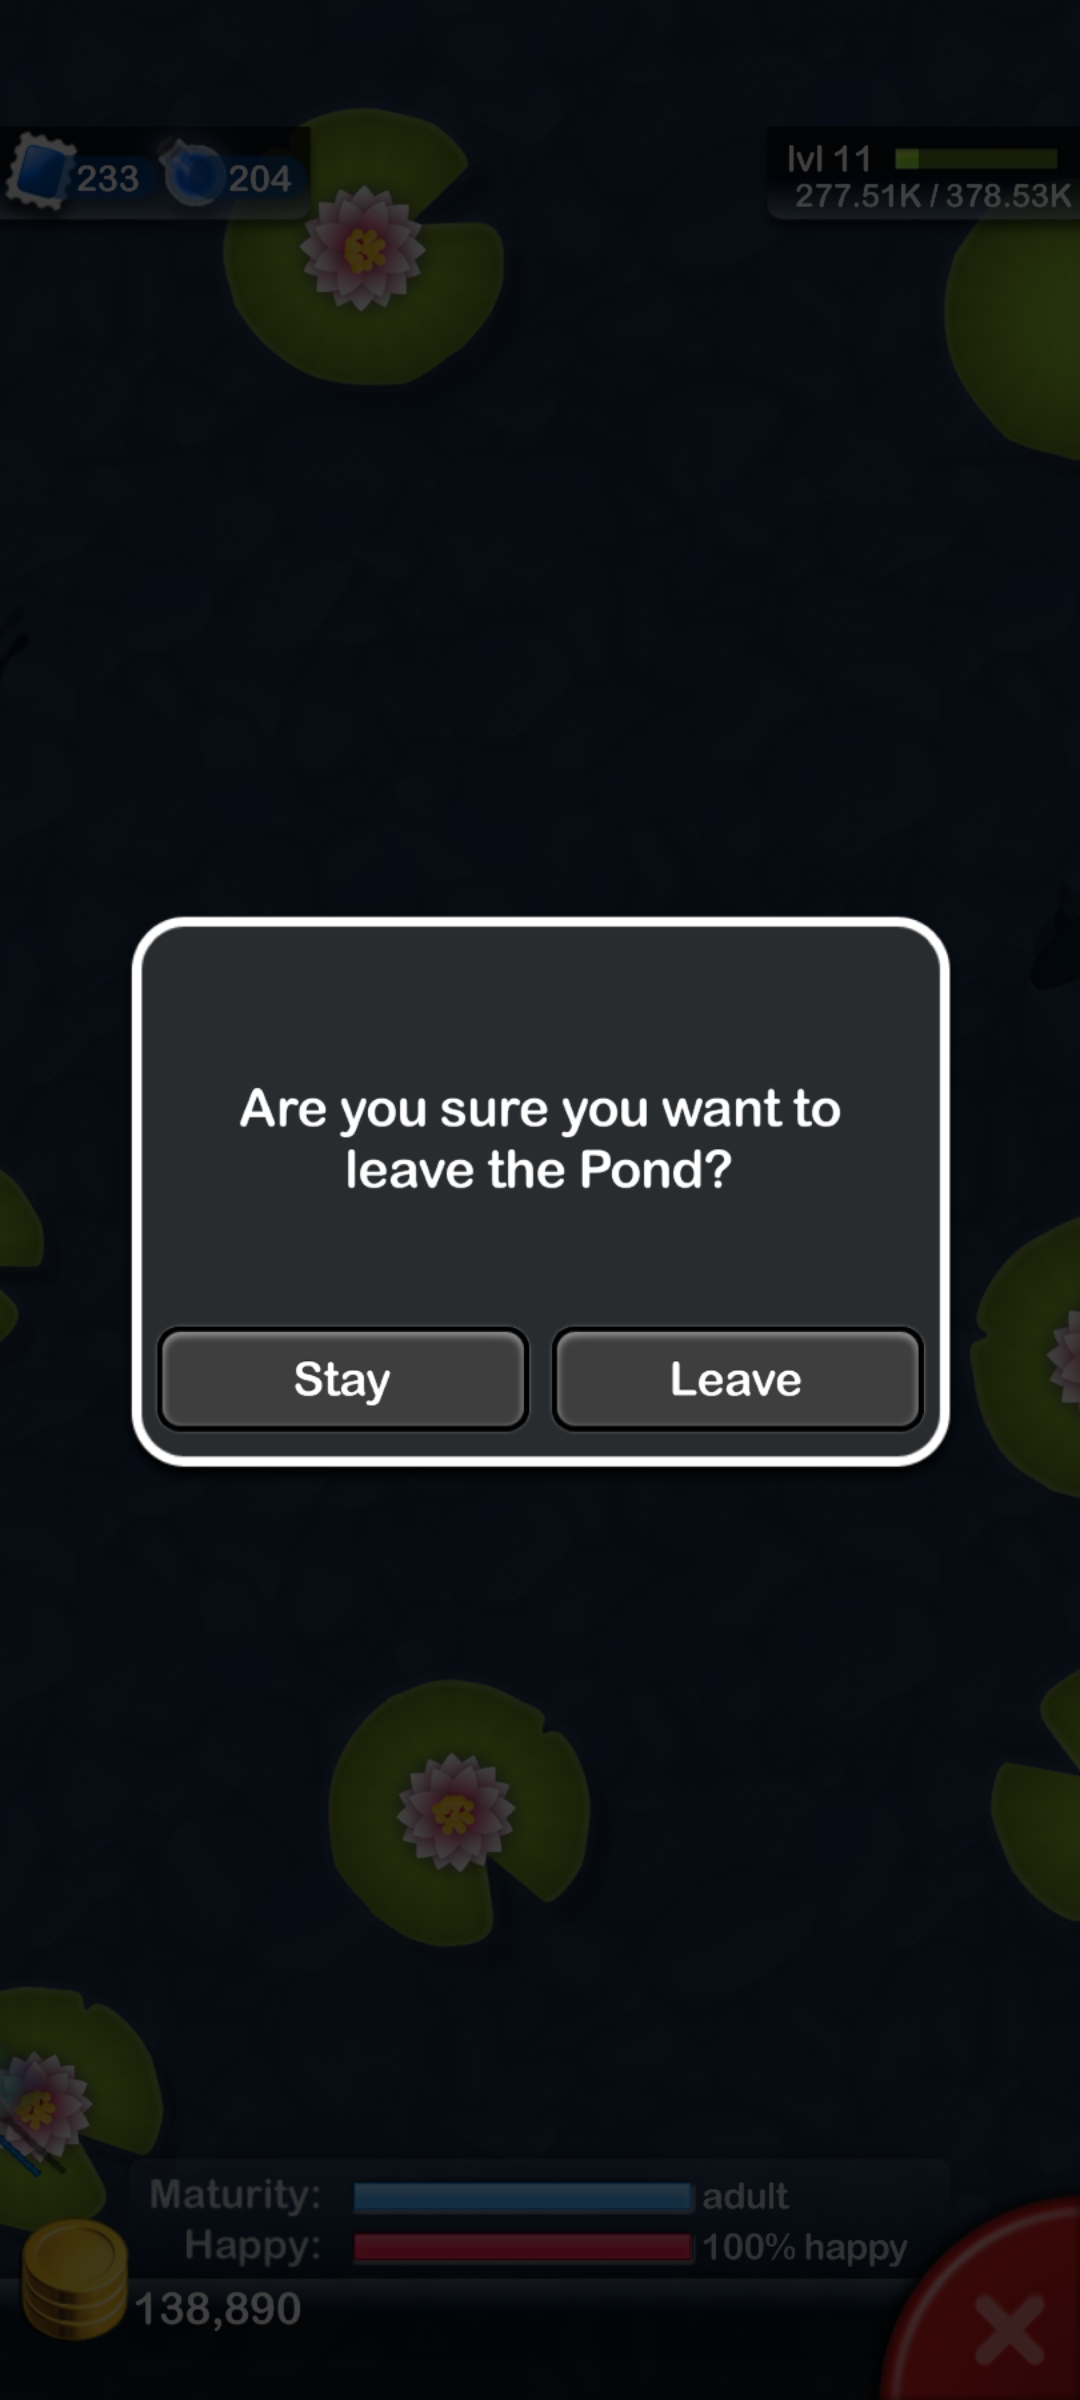 233 204
lvl 11
277.51K / 378.53K
Are you sure you want to
leave the Pond?
Stay Leave
Maturity: adult
Happy: 100% happy
138,890